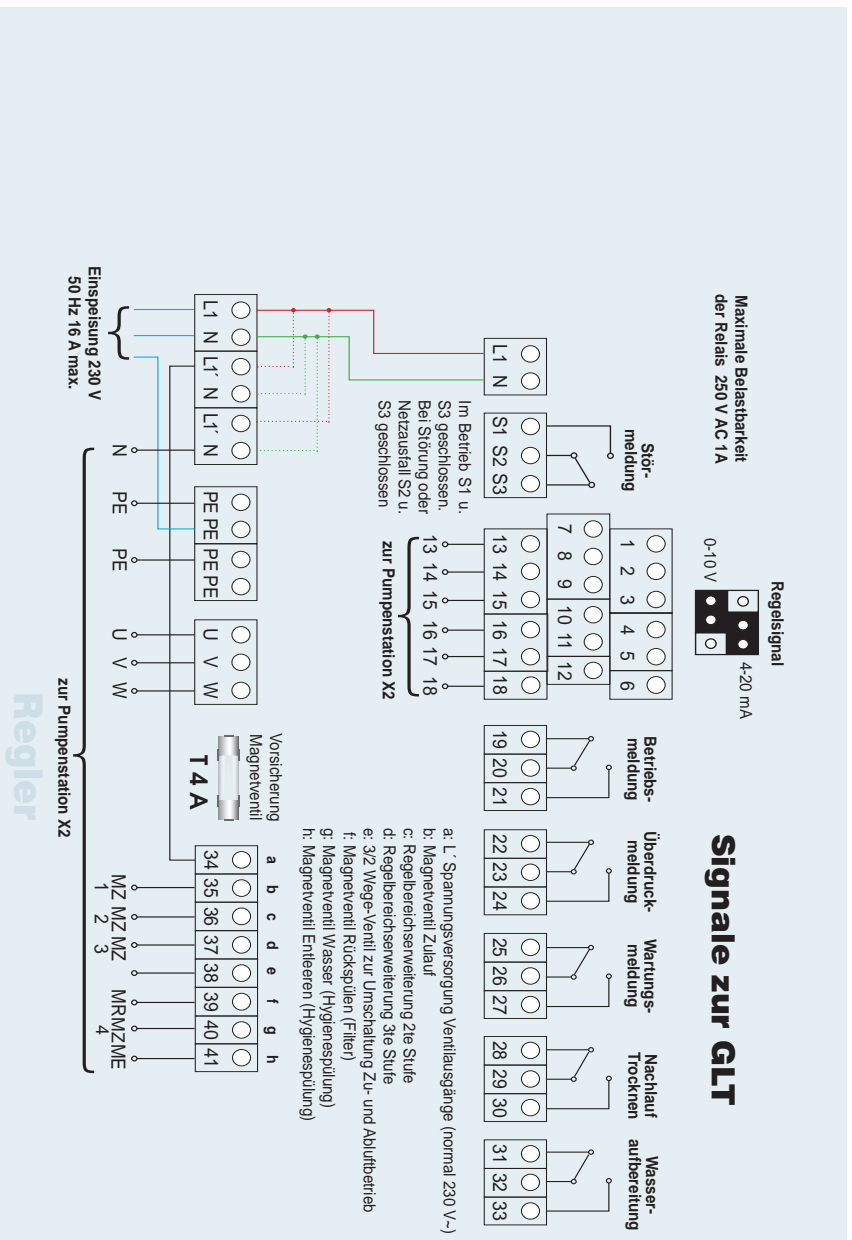 Signale zur GLT
Maximale Belastbarkeit
der Relais 250 V AC 1A
Regelsignal
0-10 V
4-20 mA
Stör-
meldung
Betriebs-
meldung
Überdruck-
meldung
Wartungs-
meldung
Nachlauf
Trocknen
Wasser-
aufbereitung
1 2 3 4 5 6
7 8 9 10 11 12
L1 N
S1 S2 S3
13 14 15 16 17 18
19 20 21
22 23 24
25 26 27
28 29 30
31 32 33
Im Betrieb S1 u.
S3 geschlossen.
Bei Störung oder
Netzausfall S2 u.
S3 geschlossen
13 14 15 16 17 18
zur Pumpenstation X2
a: L´ Spannungsversorgung Ventilausgänge (normal 230 V~)
b: Magnetventil Zulauf
c: Regelbereichserweiterung 2te Stufe
d: Regelbereichserweiterung 3te Stufe
e: 3/2 Wege-Ventil zur Umschaltung Zu- und Abluftbetrieb
f: Magnetventil Rückspülen (Filter)
g: Magnetventil Wasser (Hygienespülung)
h: Magnetventil Entleeren (Hygienespülung)
Vorsicherung
Magnetventil
T 4 A
a b c d e f g h
L1 N L1´ N L1´ N
PE PE PE PE
U V W
34 35 36 37 38 39 40 41
N PE PE U V W
MZ MZ MZ MR MZ ME
1 2 3 4
Einspeisung 230 V
50 Hz 16 A max.
zur Pumpenstation X2
Regler